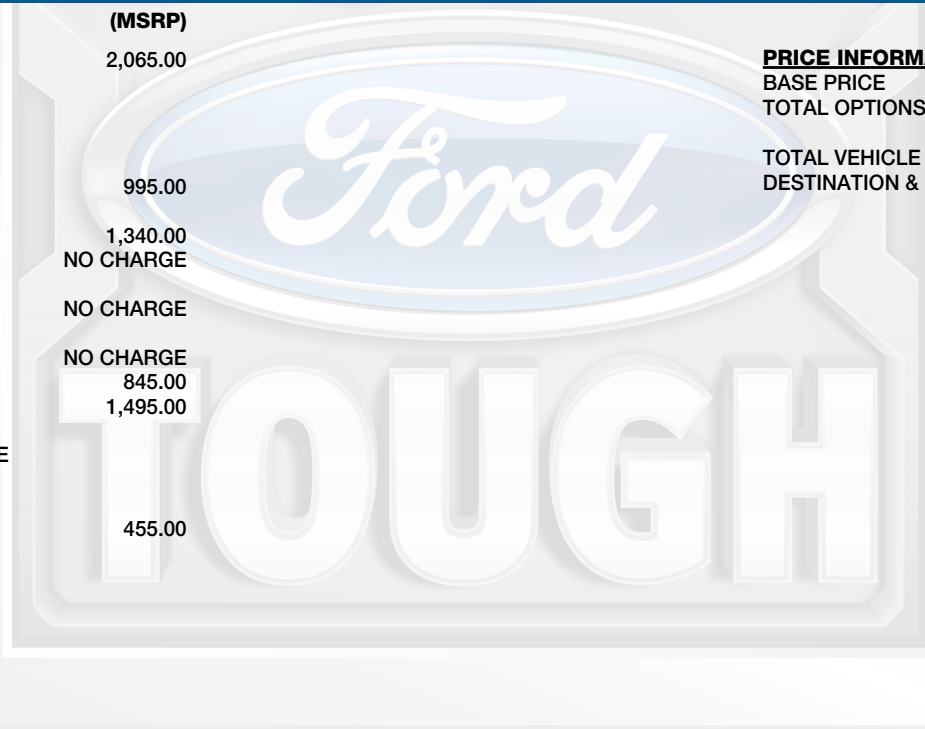 (MSRP)
2,065.00
995.00
1,340.00
NO CHARGE
NO CHARGE
NO CHARGE
845.00
1,495.00
E
455.00
PRICE INFORMA
BASE PRICE
TOTAL OPTIONS
TOTAL VEHICLE
DESTINATION &
Ford
TOUGH